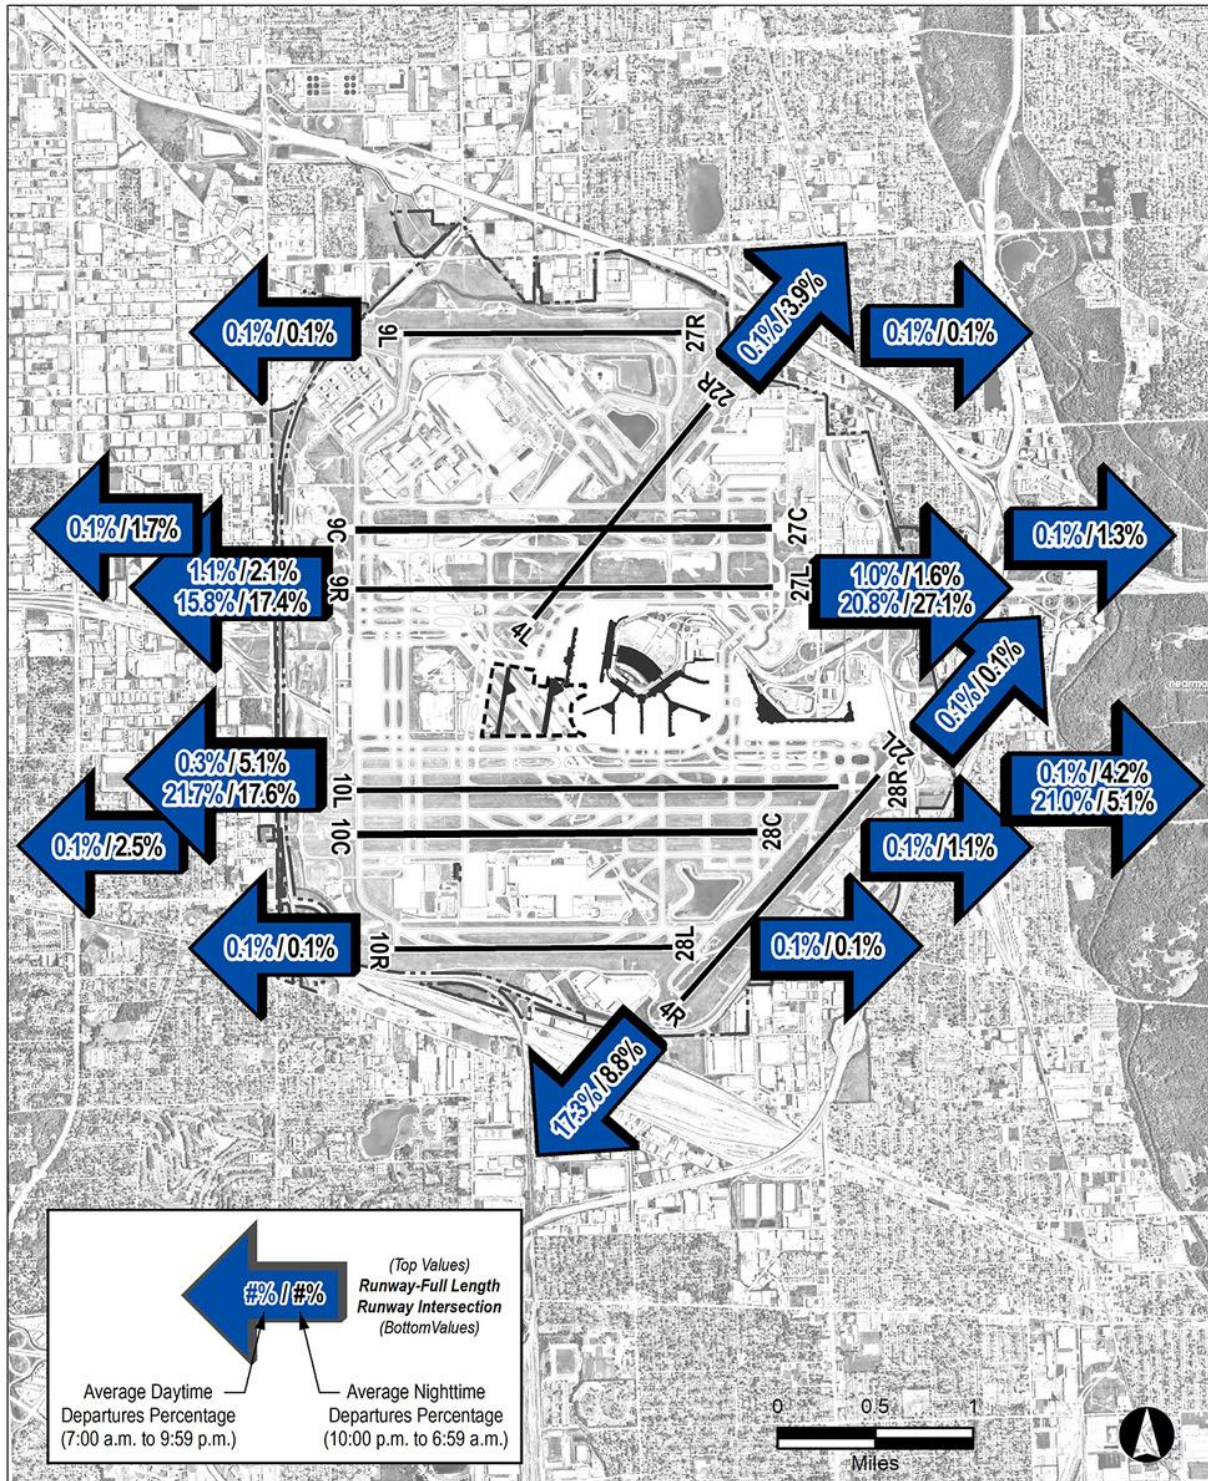 0.1% / 3.9%
0.1% / 0.1%
0.1% / 0.1%
9L
27R
22R
0.1% / 1.7%
9C
27C
0.1% / 1.3%
1.1% / 2.1%
15.8% / 17.4%
9R
27L
1.0% / 1.6%
20.8% / 27.1%
4L
0.1% / 0.1%
nearma
0.3% / 5.1%
21.7% / 17.6%
10L
22L
28R
0.1% / 4.2%
21.0% / 5.1%
0.1% / 2.5%
10C
28C
0.1% / 1.1%
0.1% / 0.1%
10R
28L
0.1% / 0.1%
4R
17.3% / 8.8%
#% / #%
(Top Values)
Runway-Full Length
Runway Intersection
(BottomValues)
Average Daytime
Departures Percentage
(7:00 a.m. to 9:59 p.m.)
Average Nighttime
Departures Percentage
(10:00 p.m. to 6:59 a.m.)
0 0.5 1
Miles